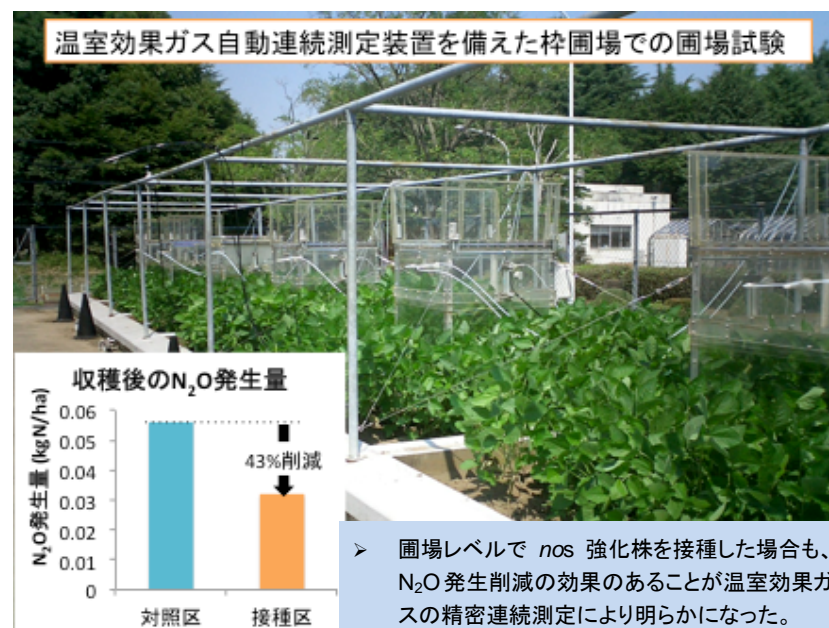 温室効果ガス自動連続測定装置を備えた枠圃場での圃場試験
収穫後のN₂O発生量
N₂O発生量 (kgN/ha)
0.06
0.05
0.04
0.03
0.02
0.01
0
43%削減
対照区 接種区
➢ 圃場レベルで nos 強化株を接種した場合も、
N₂O 発生削減の効果のあることが温室効果ガ
スの精密連続測定により明らかになった。